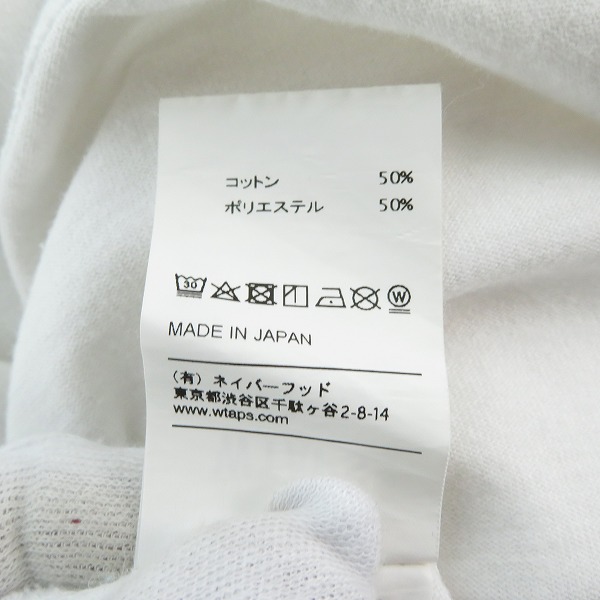 コットン 50%
ポリエステル 50%
30 W
MADE IN JAPAN
(有) ネイバーフッド
東京都渋谷区千駄ヶ谷2-8-14
www.wtaps.com